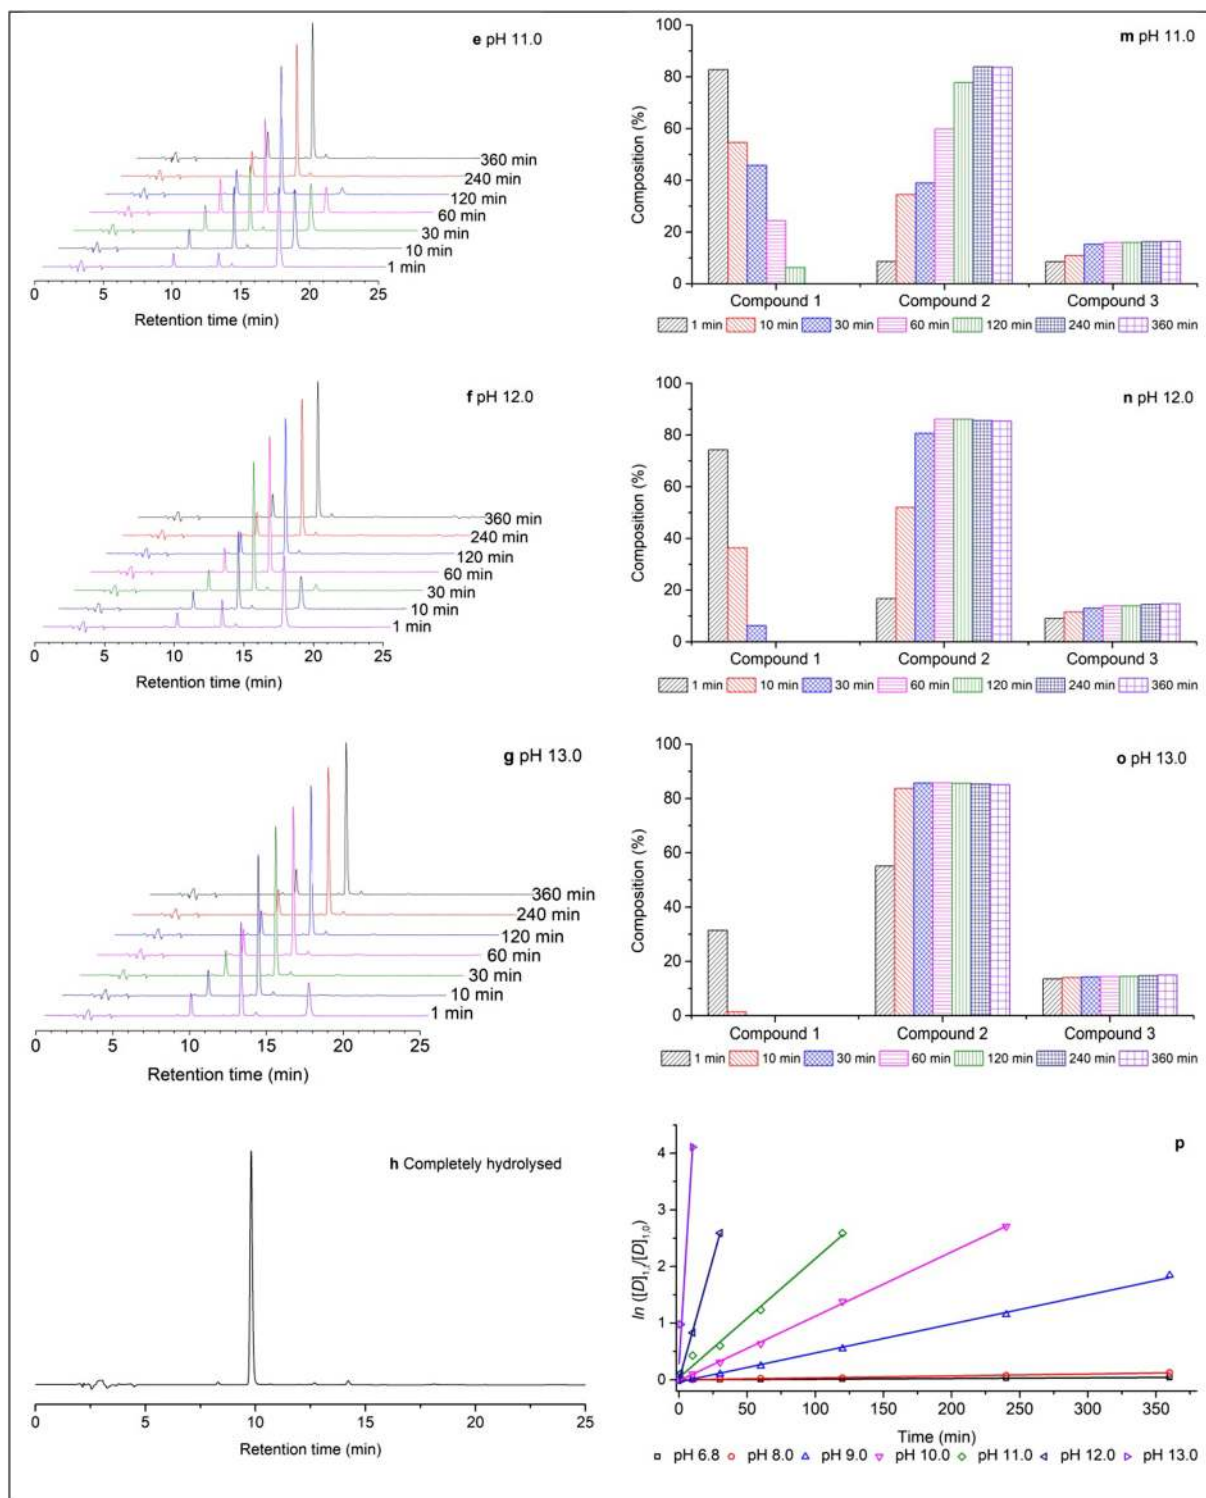 e pH 11.0
360 min
240 min
120 min
60 min
30 min
10 min
1 min
0 5 10 15 20 25
Retention time (min)
m pH 11.0
100
80
60
40
20
0
Composition (%)
Compound 1 Compound 2 Compound 3
1 min 10 min 30 min 60 min 120 min 240 min 360 min
f pH 12.0
360 min
240 min
120 min
60 min
30 min
10 min
1 min
0 5 10 15 20 25
Retention time (min)
n pH 12.0
100
80
60
40
20
0
Composition (%)
Compound 1 Compound 2 Compound 3
1 min 10 min 30 min 60 min 120 min 240 min 360 min
g pH 13.0
360 min
240 min
120 min
60 min
30 min
10 min
1 min
0 5 10 15 20 25
Retention time (min)
o pH 13.0
100
80
60
40
20
0
Composition (%)
Compound 1 Compound 2 Compound 3
1 min 10 min 30 min 60 min 120 min 240 min 360 min
h Completely hydrolysed
0 5 10 15 20 25
Retention time (min)
p
4
3
2
1
0
ln ([D]1,t/[D]1,0)
0 50 100 150 200 250 300 350
Time (min)
pH 6.8 pH 8.0 pH 9.0 pH 10.0 pH 11.0 pH 12.0 pH 13.0